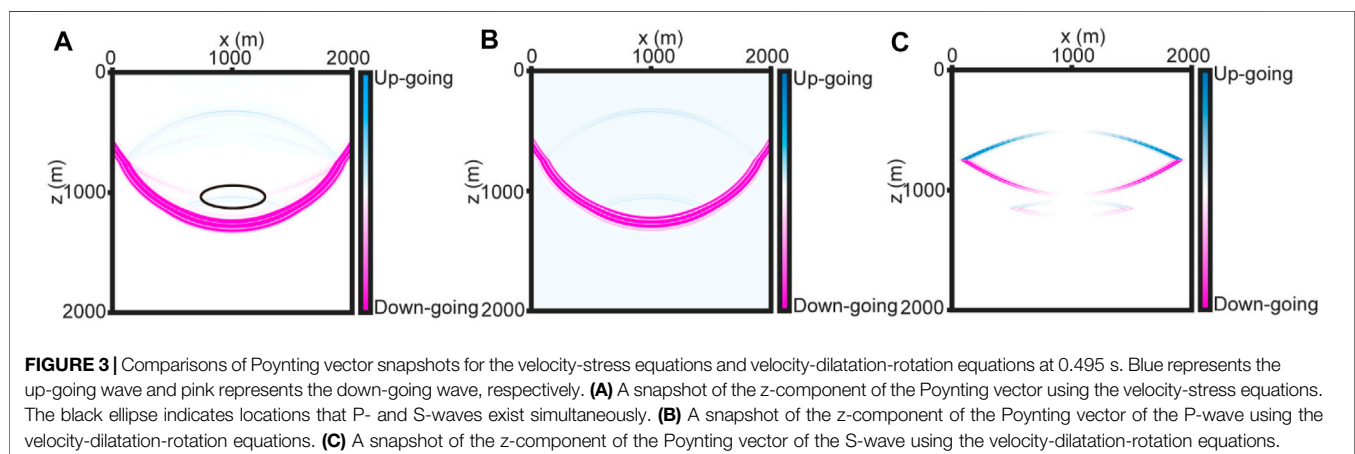 A
x (m)
0 1000 2000
0
z (m)
1000
2000
Up-going
Down-going
B
x (m)
0 1000 2000
0
z (m)
1000
2000
Up-going
Down-going
C
x (m)
0 1000 2000
0
z (m)
1000
2000
Up-going
Down-going
FIGURE 3 | Comparisons of Poynting vector snapshots for the velocity-stress equations and velocity-dilatation-rotation equations at 0.495 s. Blue represents the
up-going wave and pink represents the down-going wave, respectively. (A) A snapshot of the z-component of the Poynting vector using the velocity-stress equations.
The black ellipse indicates locations that P- and S-waves exist simultaneously. (B) A snapshot of the z-component of the Poynting vector of the P-wave using the
velocity-dilatation-rotation equations. (C) A snapshot of the z-component of the Poynting vector of the S-wave using the velocity-dilatation-rotation equations.